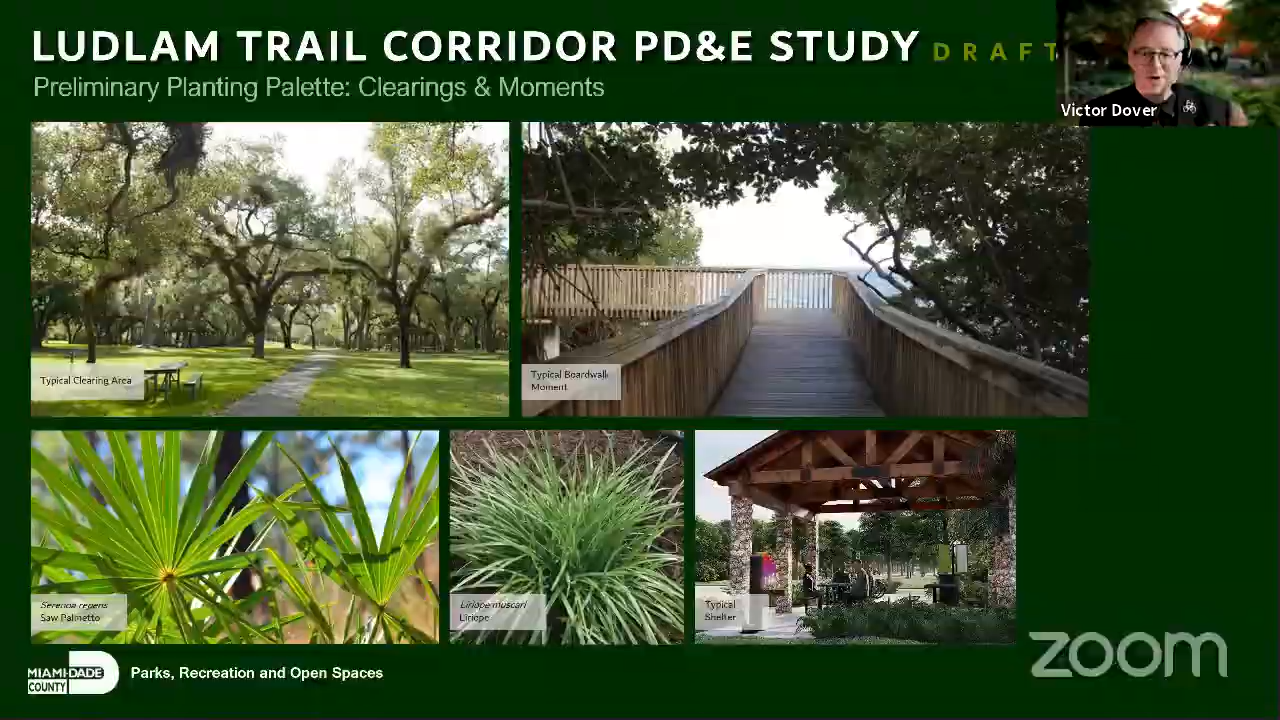 LUDLAM TRAIL CORRIDOR PD&E STUDY DRAFT
Preliminary Planting Palette: Clearings & Moments
Victor Dover
Typical Clearing Area
Typical Boardwalk
Moment
Serenoa repens
Saw Palmetto
Liriope muscari
Liriope
Typical
Shelter
MIAMI-DADE
COUNTY
Parks, Recreation and Open Spaces
zoom